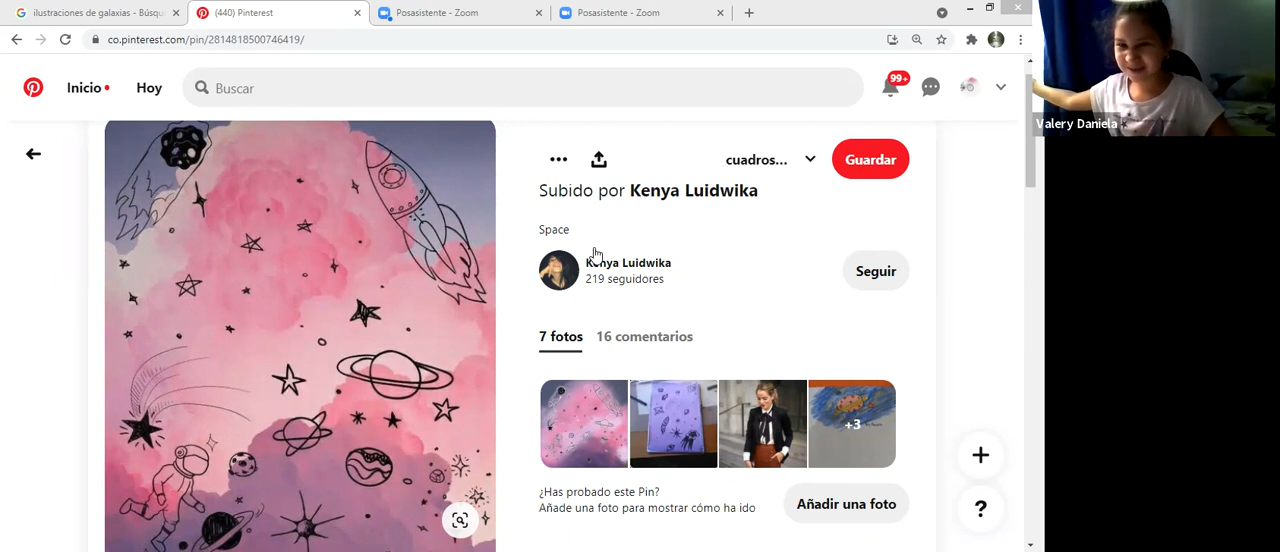 ilustraciones de galaxias - Búsqu
(440) Pinterest
Posasistente - Zoom
Posasistente - Zoom
co.pinterest.com/pin/2814818500746419/
Inicio
Hoy
Buscar
99+
Valery Daniela
cuadros...
Guardar
Subido por Kenya Luidwika
Space
Kenya Luidwika
219 seguidores
Seguir
7 fotos
16 comentarios
+3
¿Has probado este Pin?
Añade una foto para mostrar cómo ha ido
Añadir una foto
+
?